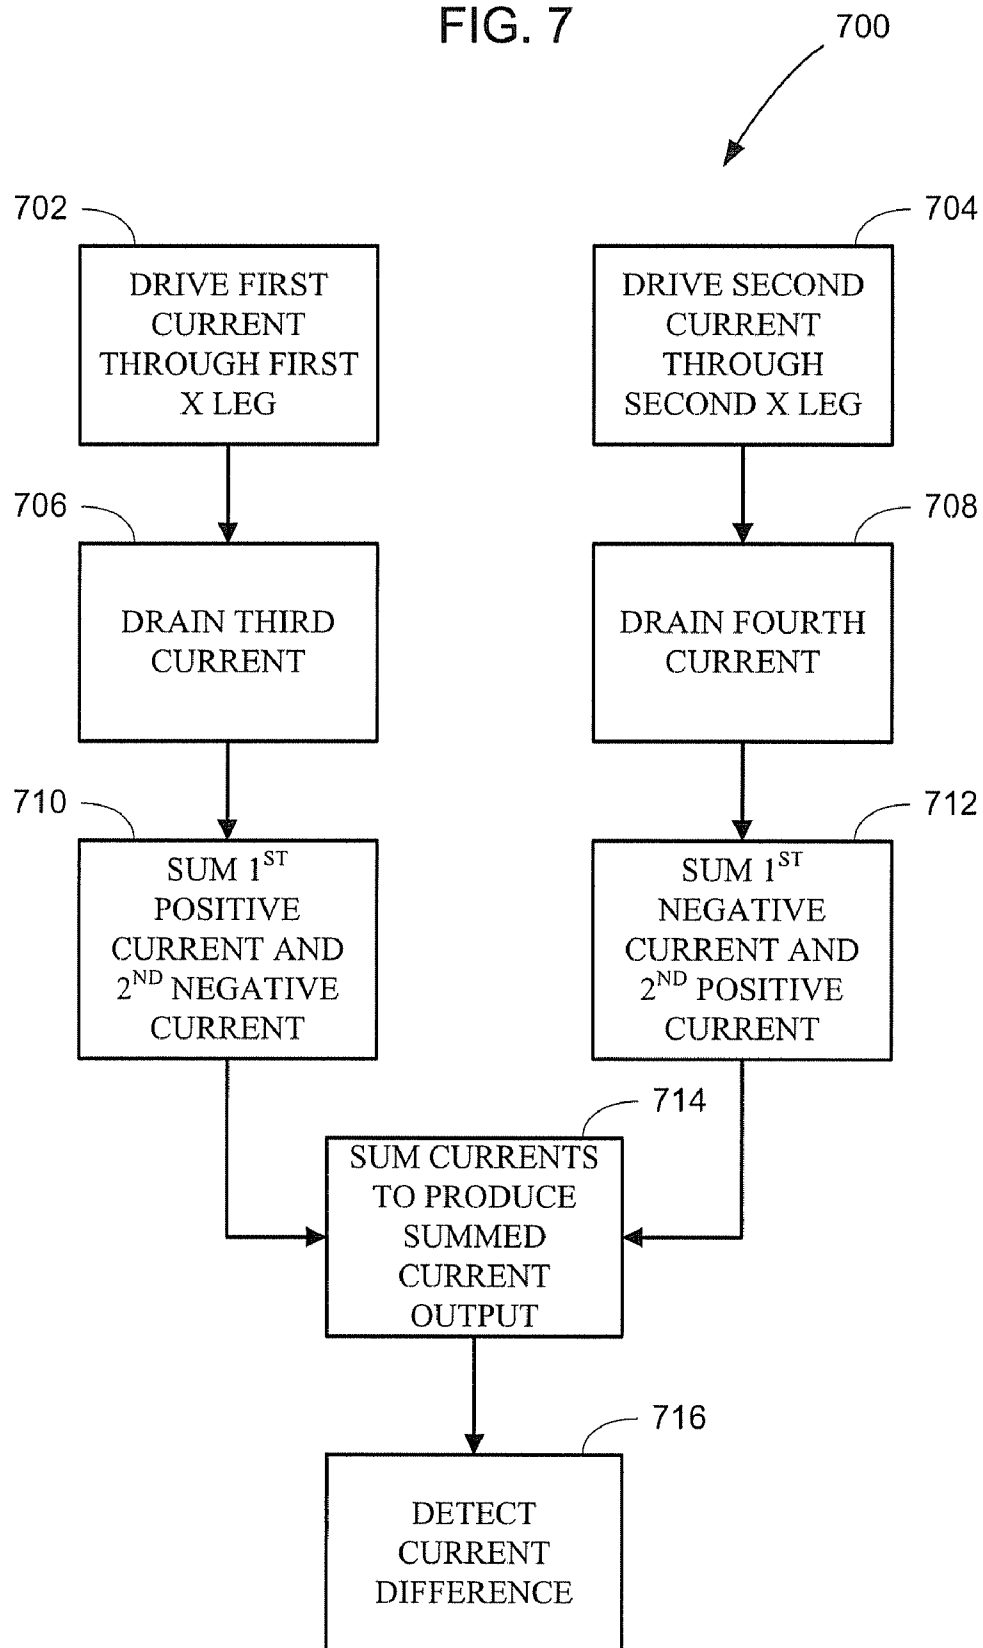 FIG. 7
700
702
704
DRIVE FIRST
CURRENT
THROUGH FIRST
X LEG
DRIVE SECOND
CURRENT
THROUGH
SECOND X LEG
706
708
DRAIN THIRD
CURRENT
DRAIN FOURTH
CURRENT
710
712
SUM 1ST
POSITIVE
CURRENT AND
2ND NEGATIVE
CURRENT
SUM 1ST
NEGATIVE
CURRENT AND
2ND POSITIVE
CURRENT
714
SUM CURRENTS
TO PRODUCE
SUMMED
CURRENT
OUTPUT
716
DETECT
CURRENT
DIFFERENCE